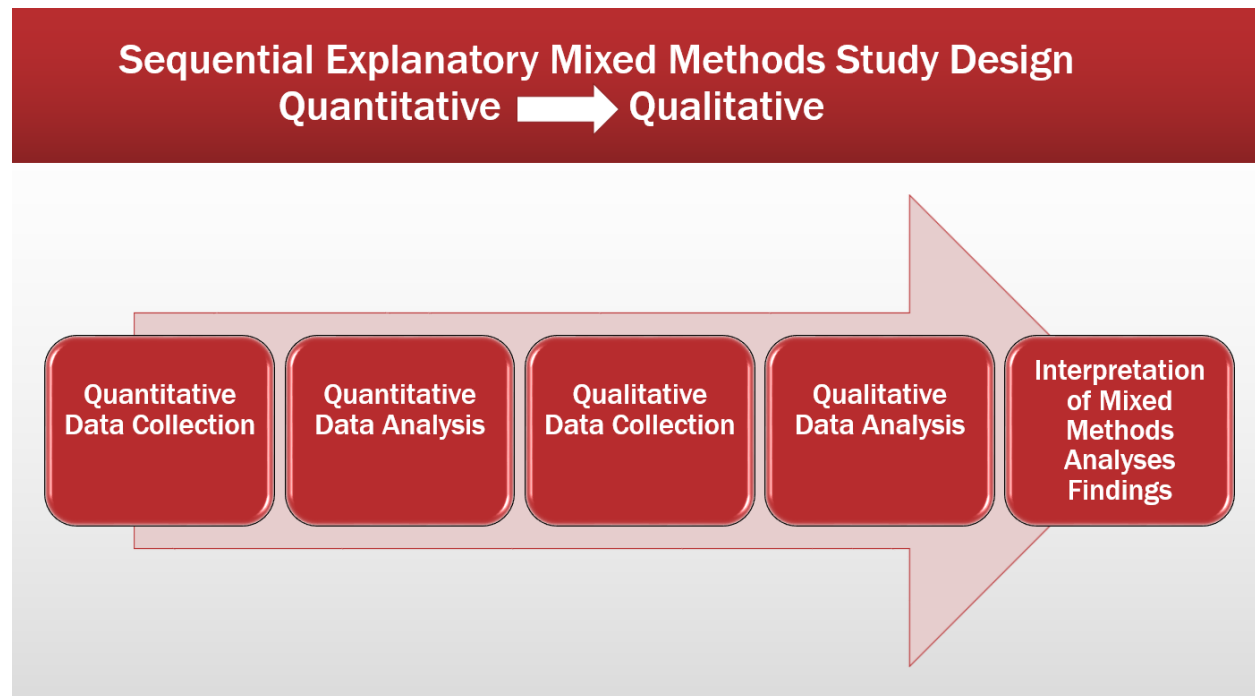 Sequential Explanatory Mixed Methods Study Design
Quantitative Qualitative
Quantitative
Data Collection
Quantitative
Data Analysis
Qualitative
Data Collection
Qualitative
Data Analysis
Interpretation
of Mixed
Methods
Analyses
Findings